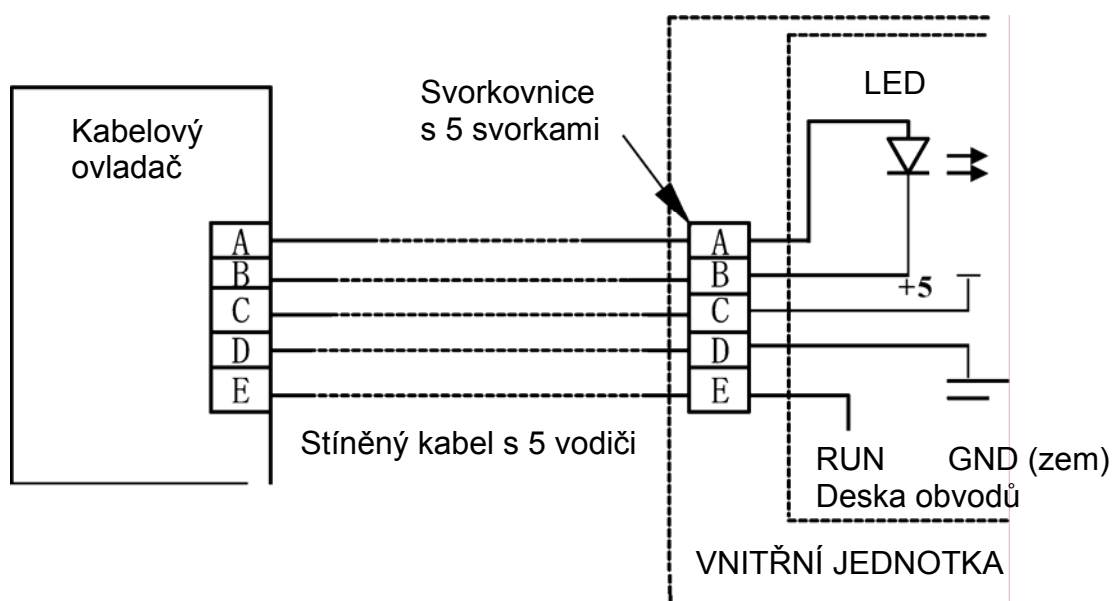 LED
Svorkovnice
s 5 svorkami
Kabelový
ovladač
A
B
C
D
E
A
B
C
D
E
+5
Stíněný kabel s 5 vodiči
RUN
GND (zem)
Deska obvodů
VNITŘNÍ JEDNOTKA